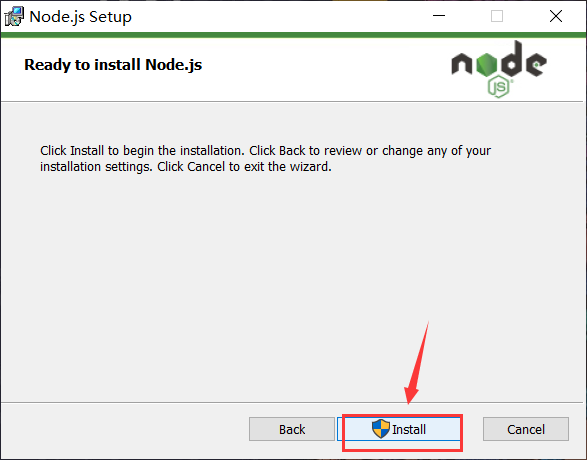 Node.js Setup
Ready to install Node.js
node
JS
Click Install to begin the installation. Click Back to review or change any of your
installation settings. Click Cancel to exit the wizard.
Back
Install
Cancel